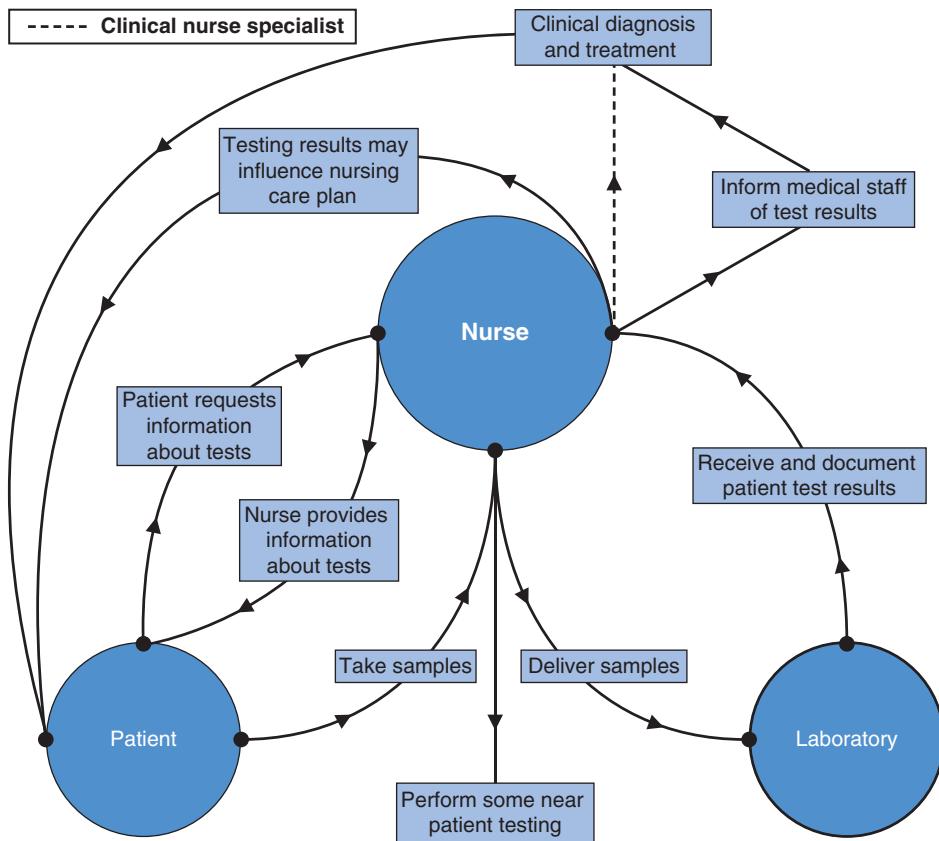 Clinical nurse specialist
Clinical diagnosis
and treatment
Testing results may
influence nursing
care plan
Inform medical staff
of test results
Nurse
Patient requests
information
about tests
Receive and document
patient test results
Nurse provides
information
about tests
Take samples
Deliver samples
Patient
Laboratory
Perform some near
patient testing